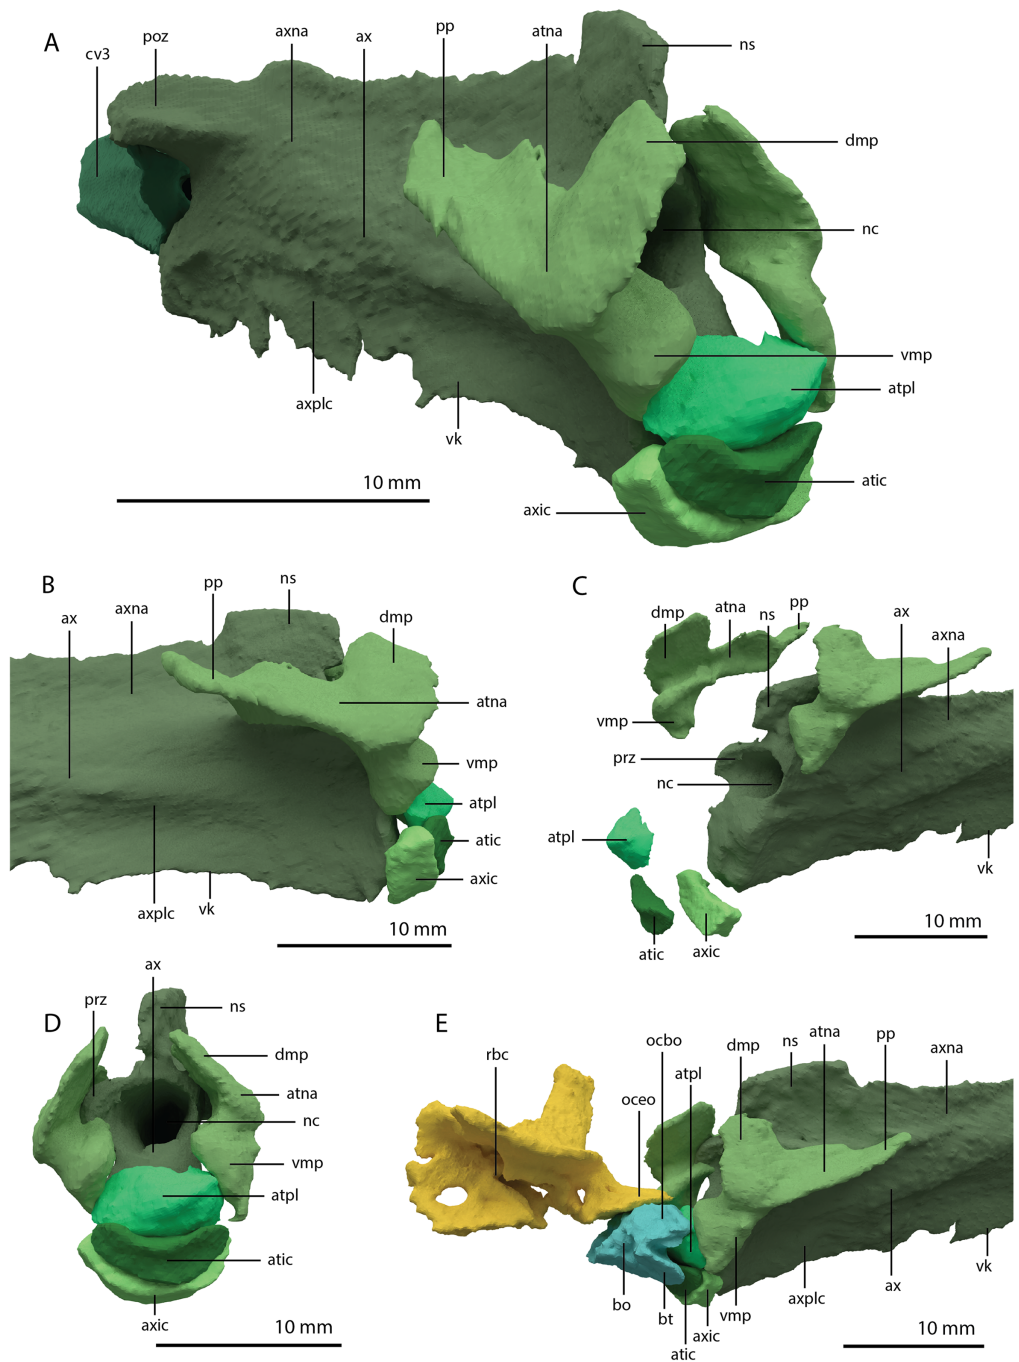 A
cv3
poz
axna
ax
pp
atna
ns
dmp
nc
vmp
atpl
atic
axic
axplc
vk
10 mm
B
ax
axna
pp
ns
dmp
atna
vmp
atpl
atic
axic
axplc
vk
10 mm
C
dmp
atna
ns
pp
ax
axna
vmp
prz
nc
atpl
atic
axic
vk
10 mm
D
prz
ax
ns
dmp
atna
nc
vmp
atpl
atic
axic
10 mm
E
rbc
oceo
ocbo
atpl
dmp
ns
atna
pp
axna
bo
bt
atic
axic
vmp
axplc
ax
vk
10 mm